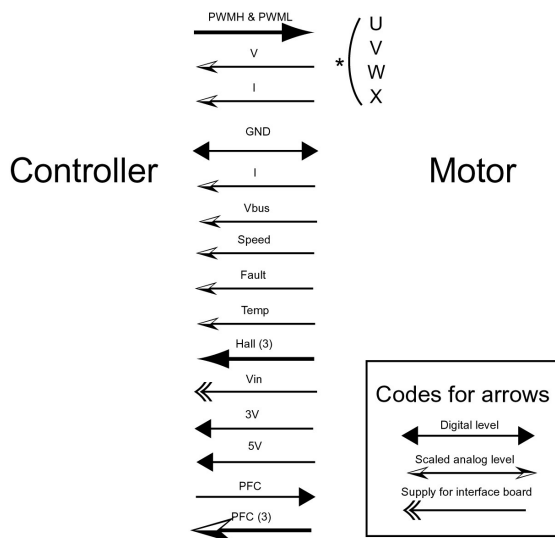 PWMH & PWML
U
V
V
W
*
I
X
GND
Controller
Motor
I
Vbus
Speed
Fault
Temp
Hall (3)
Vin
3V
5V
PFC
PFC (3)
Codes for arrows
Digital level
Scaled analog level
Supply for interface board